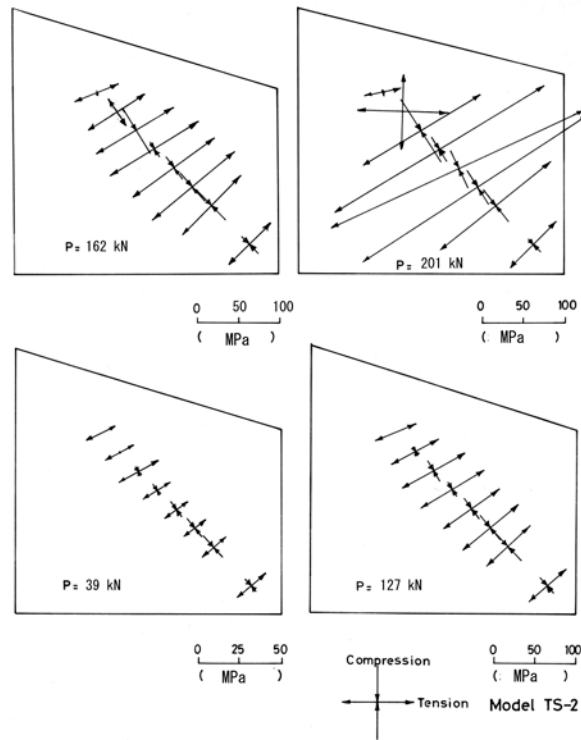 P= 162 kN
P= 201 kN
0 50 100
( MPa )
0 50 100
(: MPa )
P= 39 kN
P= 127 kN
0 25 50
( MPa )
Compression
Tension
0 50 100
(: MPa )
Model TS-2